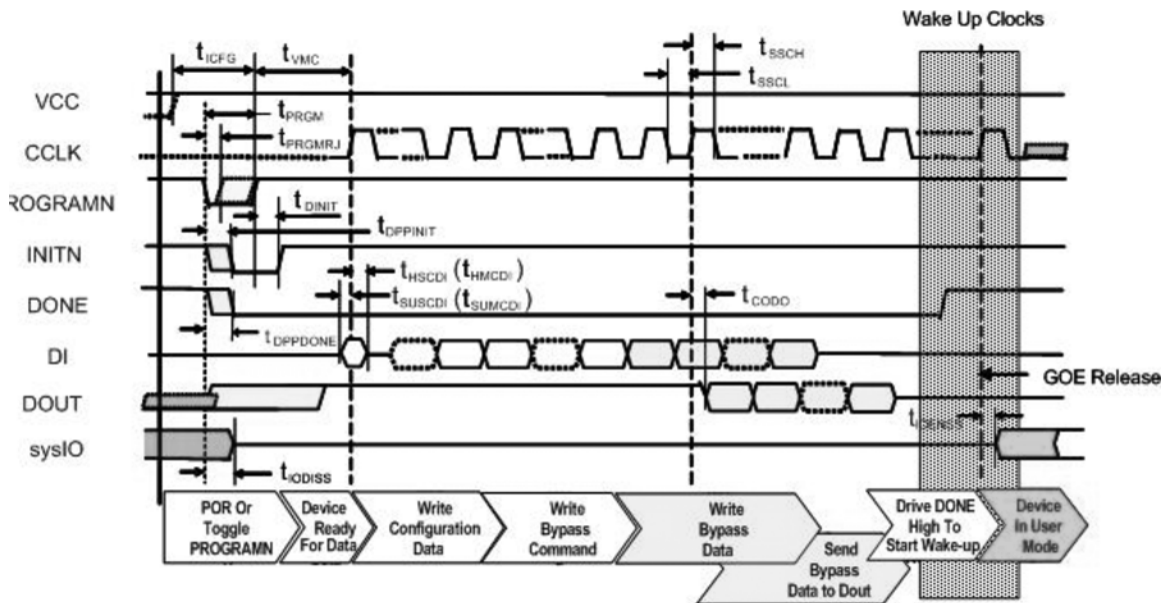 Wake Up Clocks
tICFG
tVMC
tSSCH
tSSCL
VCC
tPRGM
CCLK
tPRGMRJ
ROGRAMN
tDINIT
tDPPINIT
INITN
tHSCDI (tHMCDI)
DONE
tSUSCDI (tSUMCDI)
tCODO
tDPPDONE
DI
GOE Release
DOUT
tIOENSS
sysIO
tIODISS
POR Or
Toggle
PROGRAMN
Device
Ready
For Data
Write
Configuration
Data
Write
Bypass
Command
Write
Bypass
Data
Send
Bypass
Data to Dout
Drive DONE
High To
Start Wake-up
Device
In User
Mode